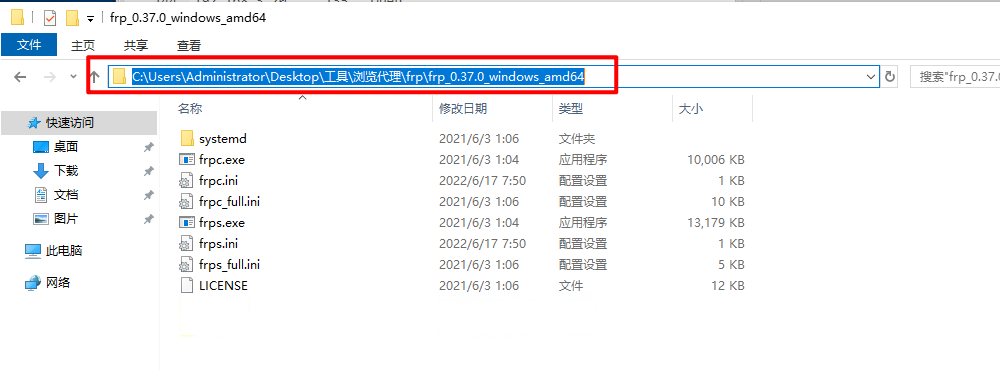 frp_0.37.0_windows_amd64
文件 主页 共享 查看
C:\Users\Administrator\Desktop\工具\浏览代理\frp\frp_0.37.0_windows_amd64 搜索"frp_0.37.0
名称 修改日期 类型 大小
快速访问
桌面
下载
文档
图片
此电脑
网络
systemd 2021/6/3 1:06 文件夹
frpc.exe 2021/6/3 1:04 应用程序 10,006 KB
frpc.ini 2022/6/17 7:50 配置设置 1 KB
frpc_full.ini 2021/6/3 1:06 配置设置 10 KB
frps.exe 2021/6/3 1:04 应用程序 13,179 KB
frps.ini 2022/6/17 7:50 配置设置 1 KB
frps_full.ini 2021/6/3 1:06 配置设置 5 KB
LICENSE 2021/6/3 1:06 文件 12 KB